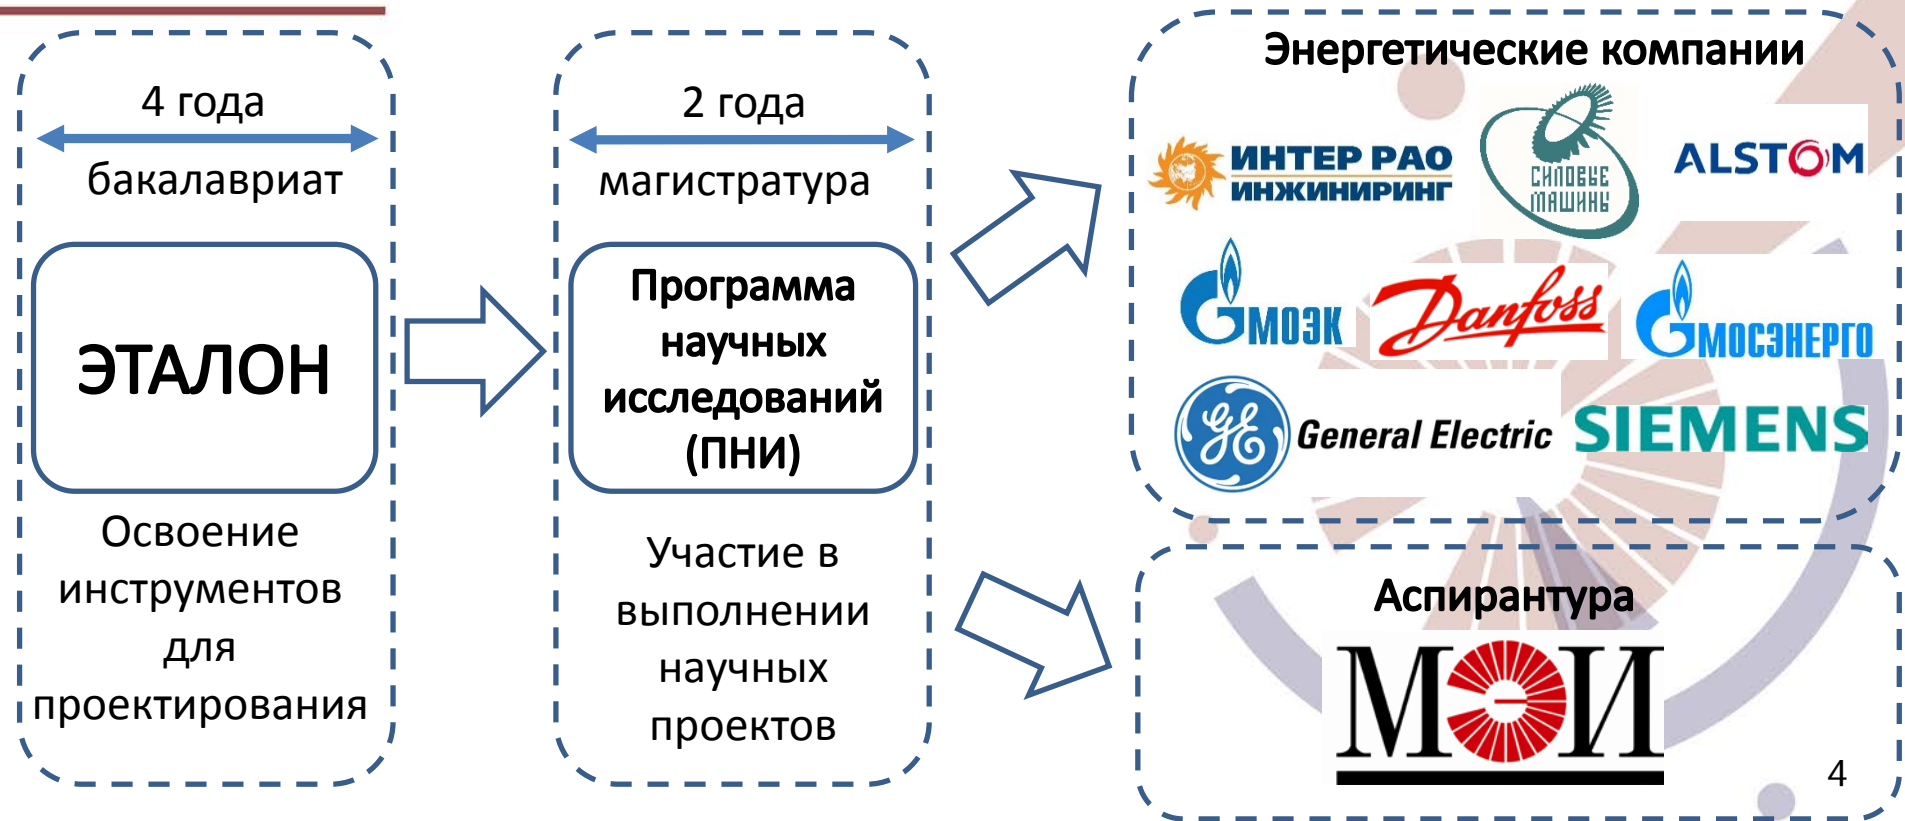 4 года
бакалавриат
ЭТАЛОН
Освоение
инструментов
для
проектирования
2 года
магистратура
Программа
научных
исследований
(ПНИ)
Участие в
выполнении
научных
проектов
Энергетические компании
ИНТЕР РАО
ИНЖИНИРИНГ
СИЛОВЫЕ
МАШИНЫ
ALSTOM
МОЭК
Danfoss
МОСЭНЕРГО
GE
General Electric
SIEMENS
Аспирантура
МЭИ
4